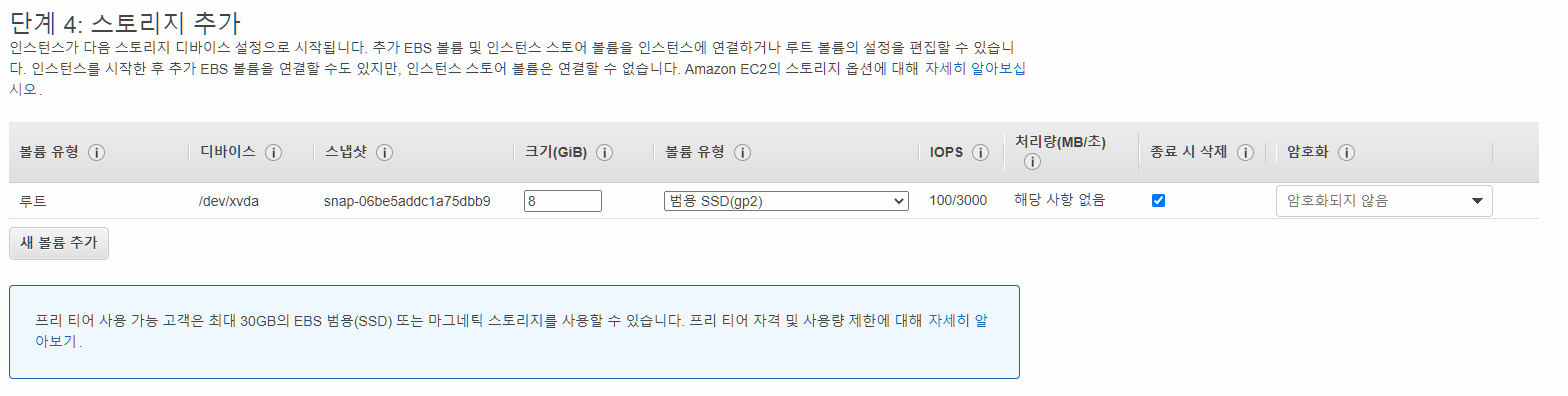 단계 4: 스토리지 추가
인스턴스가 다음 스토리지 디바이스 설정으로 시작됩니다. 추가 EBS 볼륨 및 인스턴스 스토어 볼륨을 인스턴스에 연결하거나 루트 볼륨의 설정을 편집할 수 있습니
다. 인스턴스를 시작한 후 추가 EBS 볼륨을 연결할 수도 있지만, 인스턴스 스토어 볼륨은 연결할 수 없습니다. Amazon EC2의 스토리지 옵션에 대해 자세히 알아보십
시오.
볼륨 유형 i 디바이스 i 스냅샷 i 크기(GiB) i 볼륨 유형 i IOPS i 처리량(MB/초) i 종료 시 삭제 i 암호화 i
루트 /dev/xvda snap-06be5addc1a75dbb9 8 범용 SSD(gp2) 100/3000 해당 사항 없음 암호화되지 않음
새 볼륨 추가
프리 티어 사용 가능 고객은 최대 30GB의 EBS 범용(SSD) 또는 마그네틱 스토리지를 사용할 수 있습니다. 프리 티어 자격 및 사용량 제한에 대해 자세히 알
아보기.